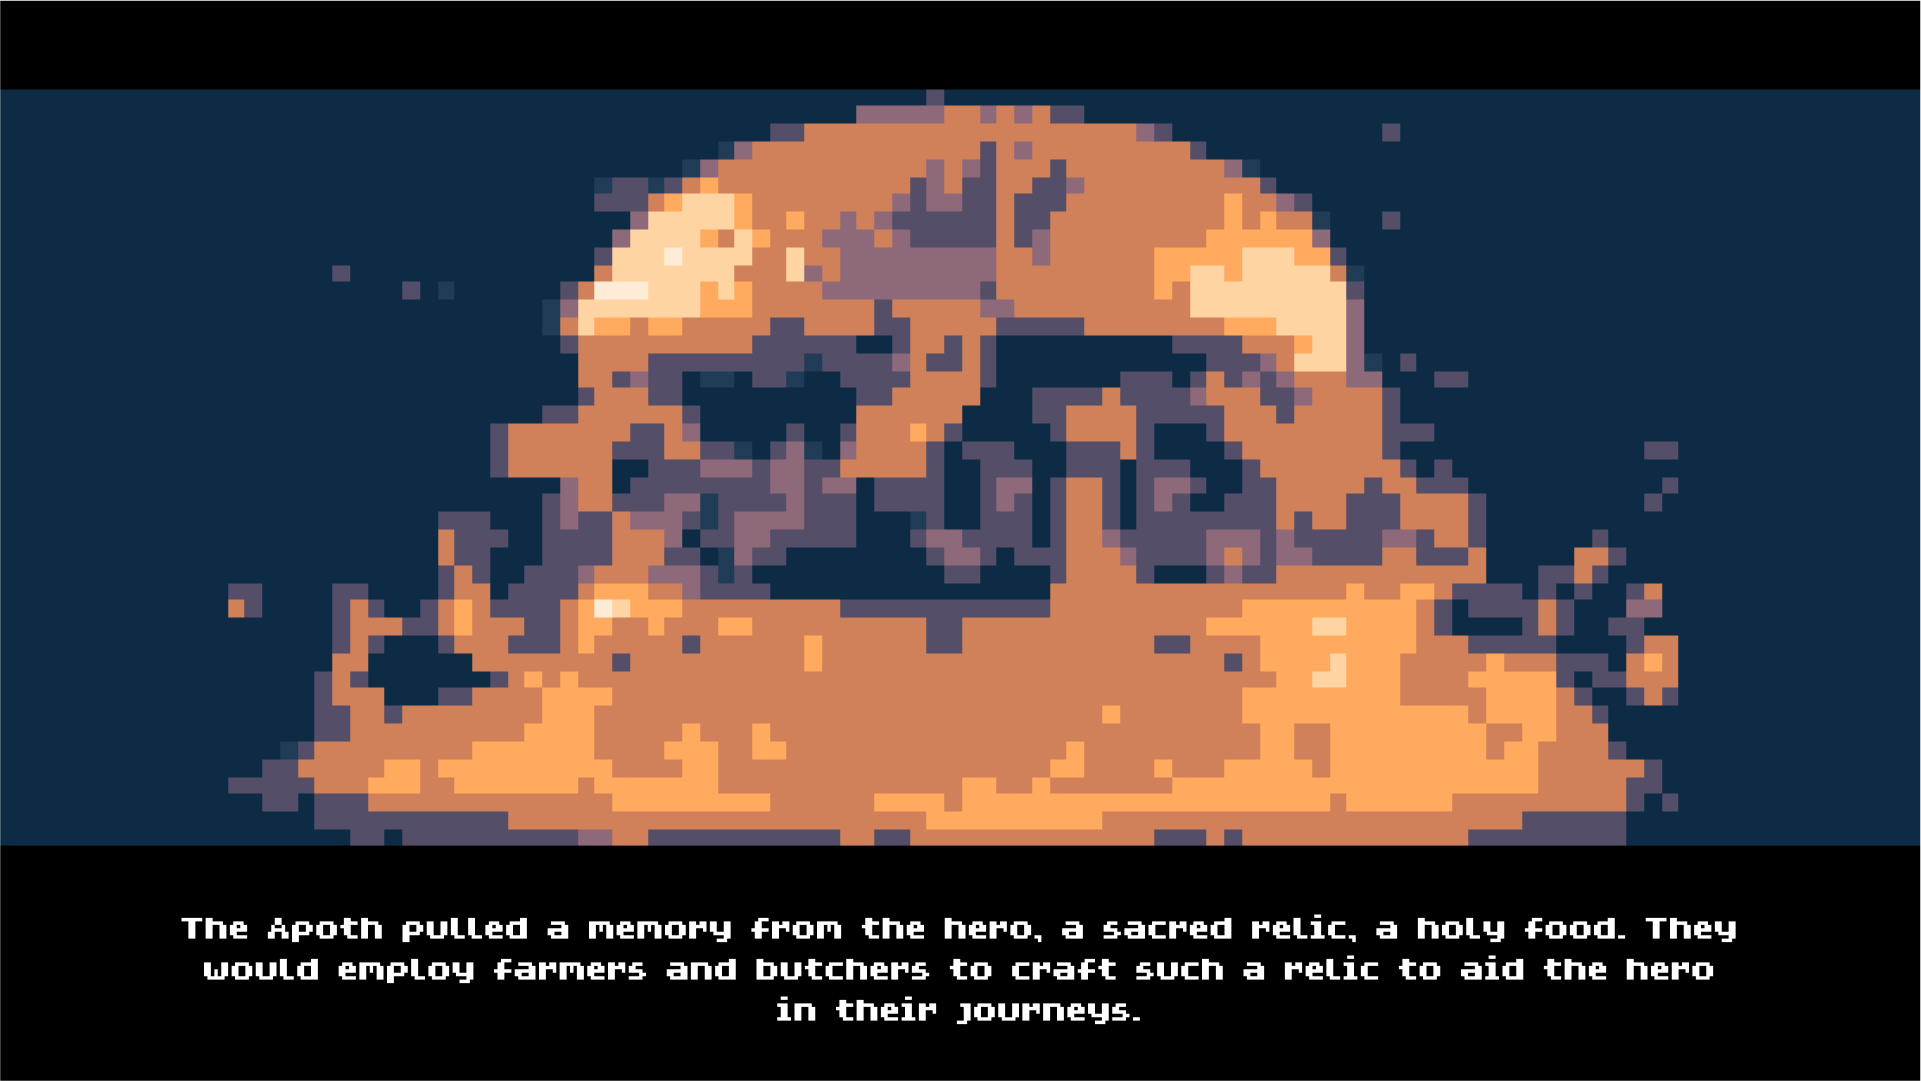 The Apoth pulled a memory from the hero, a sacred relic, a holy food. They
would employ farmers and butchers to craft such a relic to aid the hero
in their journeys.